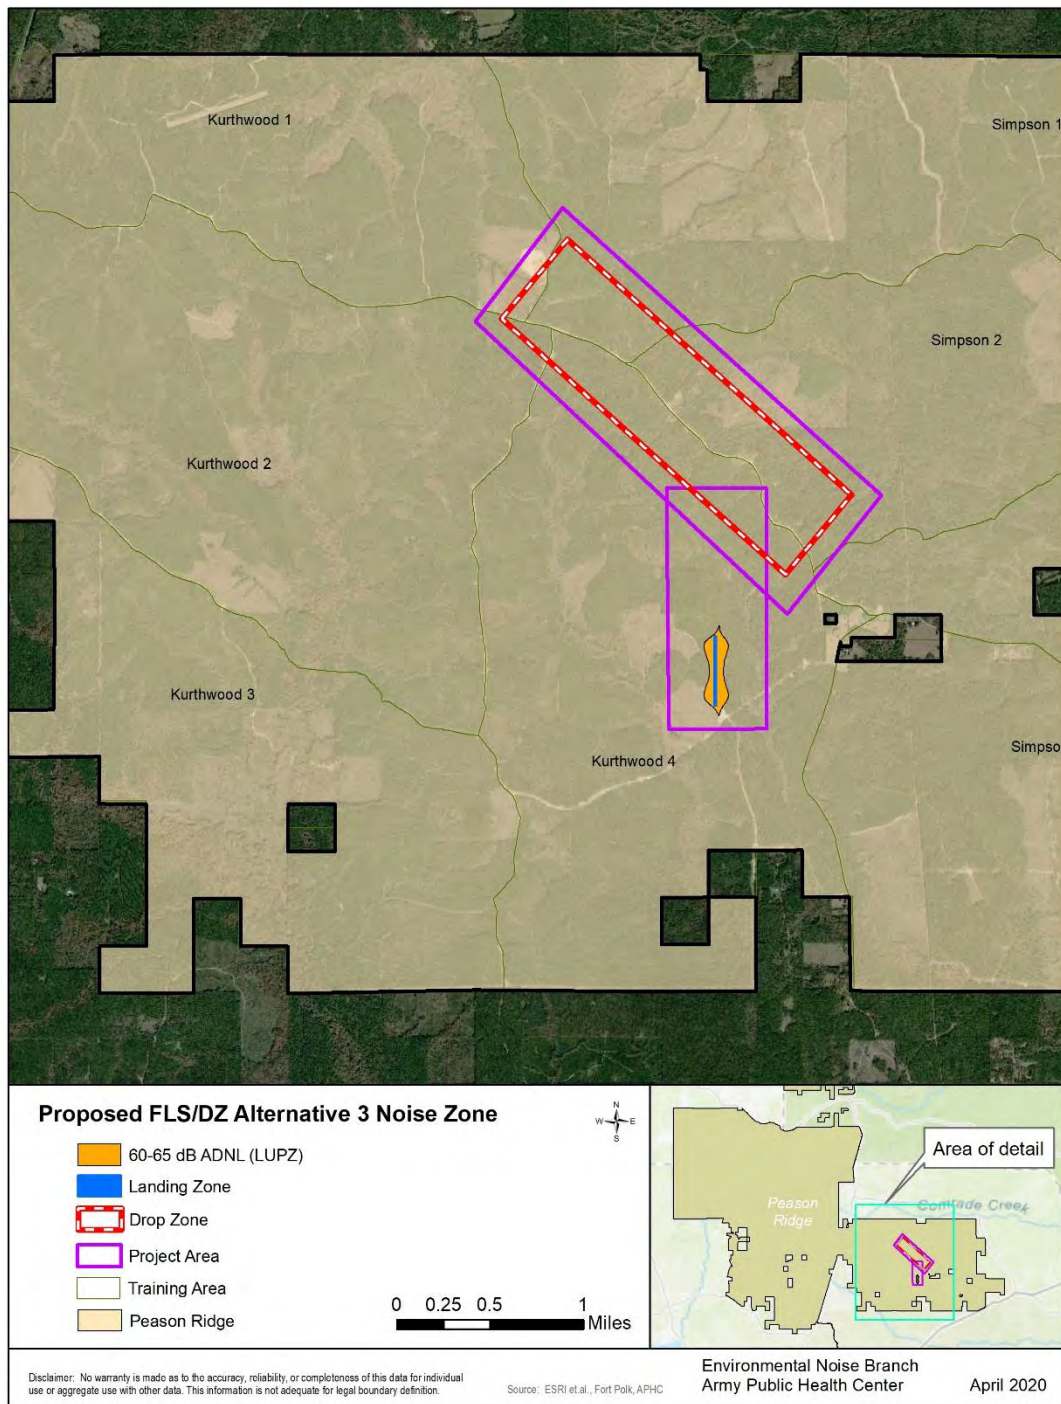 Kurthwood 1
Simpson 1
Simpson 2
Kurthwood 2
Kurthwood 3
Kurthwood 4
Simpso
Proposed FLS/DZ Alternative 3 Noise Zone
N
W E
S
60-65 dB ADNL (LUPZ)
Landing Zone
Drop Zone
Project Area
Training Area
Peason Ridge
0 0.25 0.5 1
Miles
Area of detail
Comrade Creek
Peason
Ridge
Disclaimer: No warranty is made as to the accuracy, reliability, or completeness of this data for individual
use or aggregate use with other data. This information is not adequate for legal boundary definition.
Source: ESRI et.al., Fort Polk, APHC
Environmental Noise Branch
Army Public Health Center
April 2020